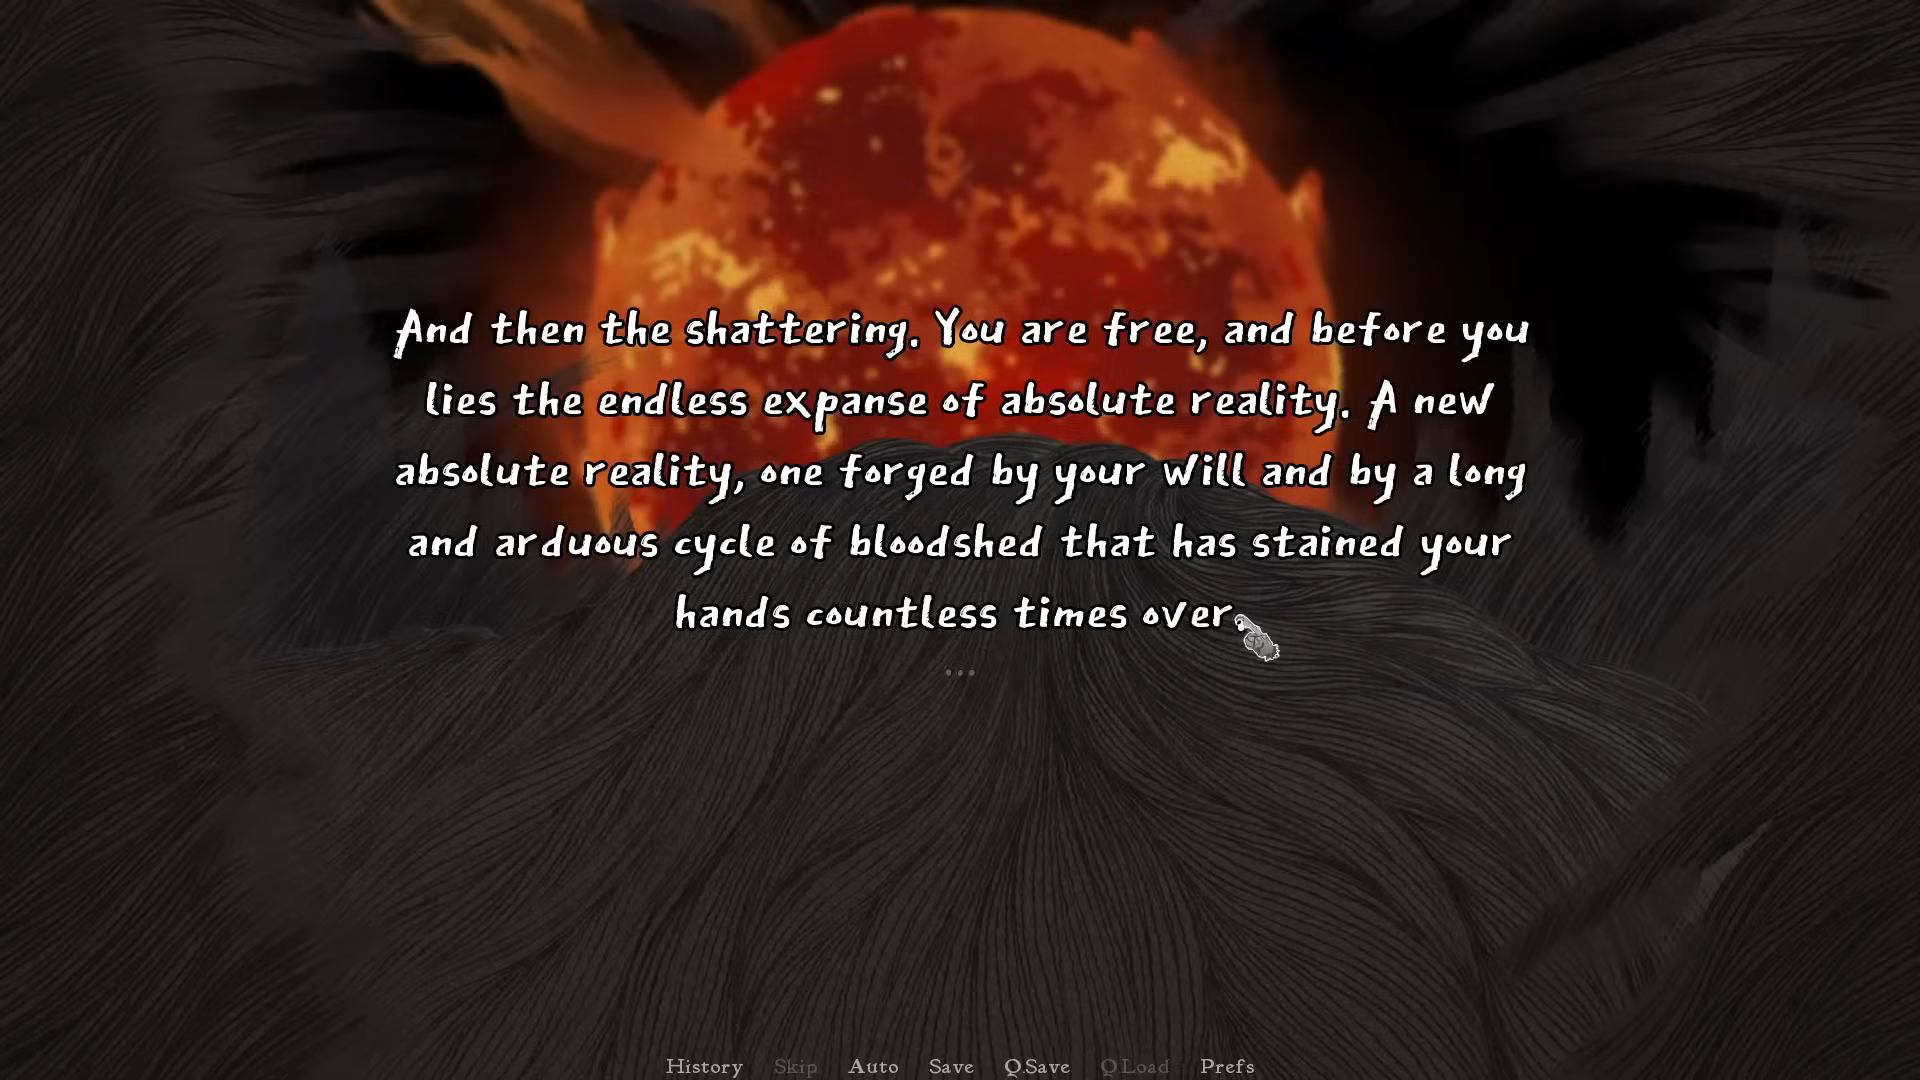 And then the shattering. You are free, and before you
lies the endless expanse of absolute reality. A new
absolute reality, one forged by your will and by a long
and arduous cycle of bloodshed that has stained your
hands countless times over.
...
History Skip Auto Save Q.Save Q.Load Prefs